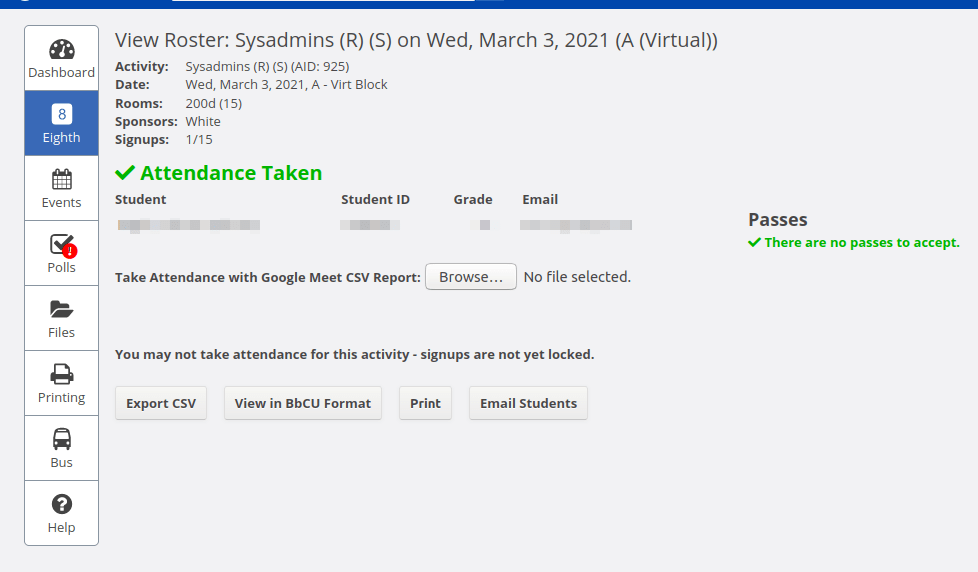 Dashboard
8
Eighth
Events
!
Polls
Files
Printing
Bus
?
Help
View Roster: Sysadmins (R) (S) on Wed, March 3, 2021 (A (Virtual))
Activity: Sysadmins (R) (S) (AID: 925)
Date: Wed, March 3, 2021, A - Virt Block
Rooms: 200d (15)
Sponsors: White
Signups: 1/15
Attendance Taken
Student Student ID Grade Email
Take Attendance with Google Meet CSV Report: Browse... No file selected.
You may not take attendance for this activity - signups are not yet locked.
Export CSV View in BbCU Format Print Email Students
Passes
There are no passes to accept.